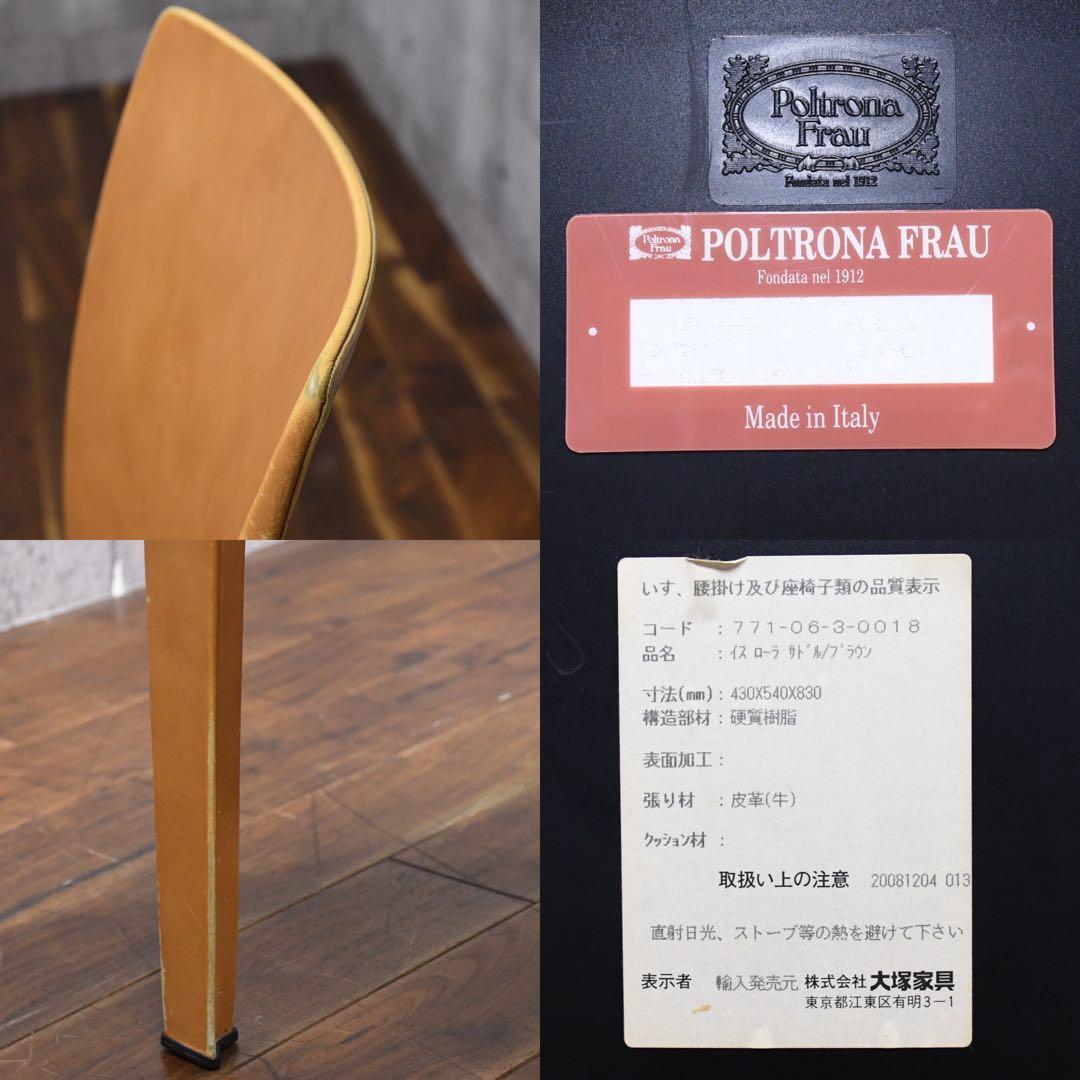 Poltrona
Frau
Fondata nel 1912
Poltrona
Frau
POLTRONA FRAU
Fondata nel 1912
Made in Italy
いす、腰掛け及び座椅子類の品質表示
コード : 771-06-3-0018
品名 : ｲｽ ﾛｰﾗ ｻﾄﾞﾙ/ﾌﾞﾗｳﾝ
寸法(mm) : 430X540X830
構造部材 : 硬質樹脂
表面加工 :
張り材 : 皮革(牛)
ｸｯｼｮﾝ材 :
取扱い上の注意 20081204 013
直射日光、ストーブ等の熱を避けて下さい
表示者 輸入発売元 株式会社 大塚家具
東京都江東区有明3-1